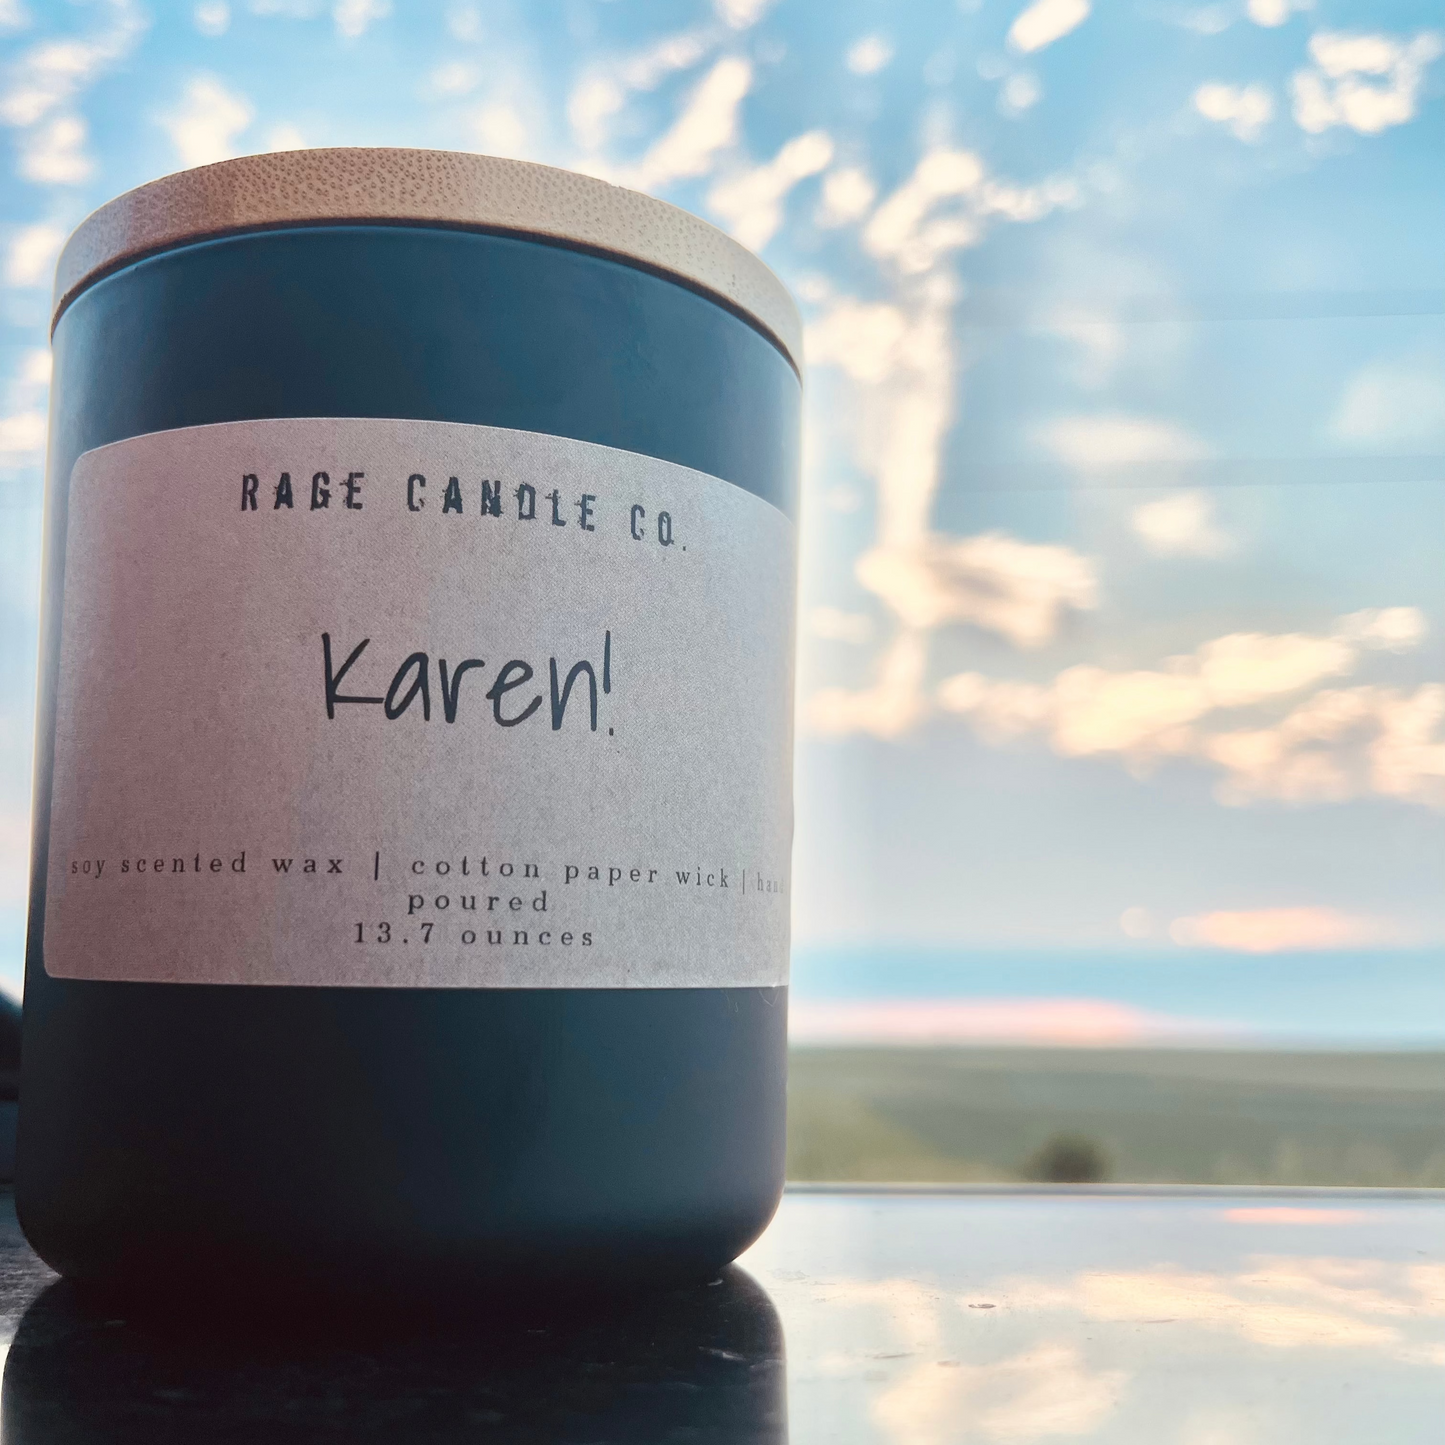 RAGE CANDLE CO.
Karen!
soy scented wax | cotton paper wick |
poured
13.7 ounces